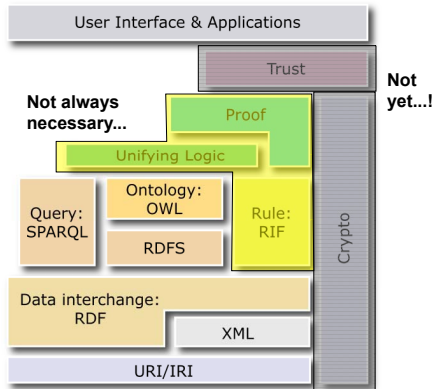 User Interface & Applications
Trust
Not
yet...!
Not always
necessary...
Proof
Unifying Logic
Ontology:
OWL
Query:
SPARQL
Rule:
RIF
RDFS
Crypto
Data interchange:
RDF
XML
URI/IRI